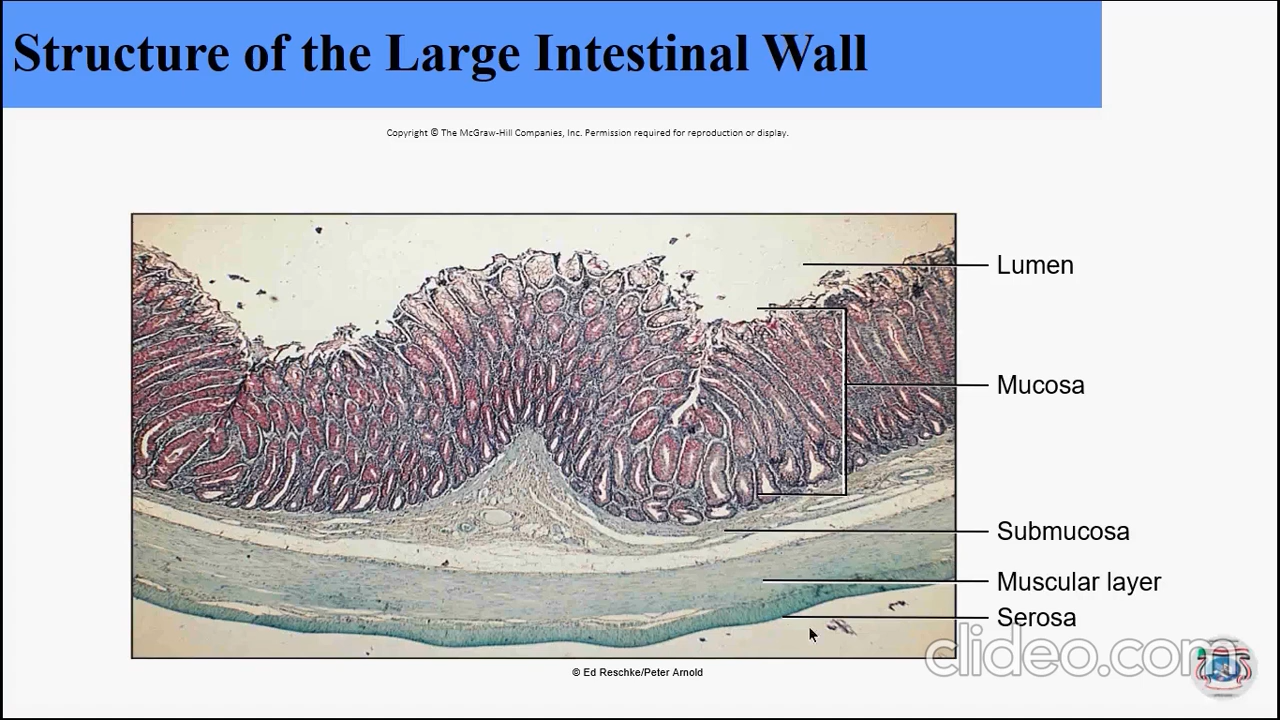 Structure of the Large Intestinal Wall
Copyright © The McGraw-Hill Companies, Inc. Permission required for reproduction or display.
Lumen
Mucosa
Submucosa
Muscular layer
Serosa
clideo.com
© Ed Reschke/Peter Arnold